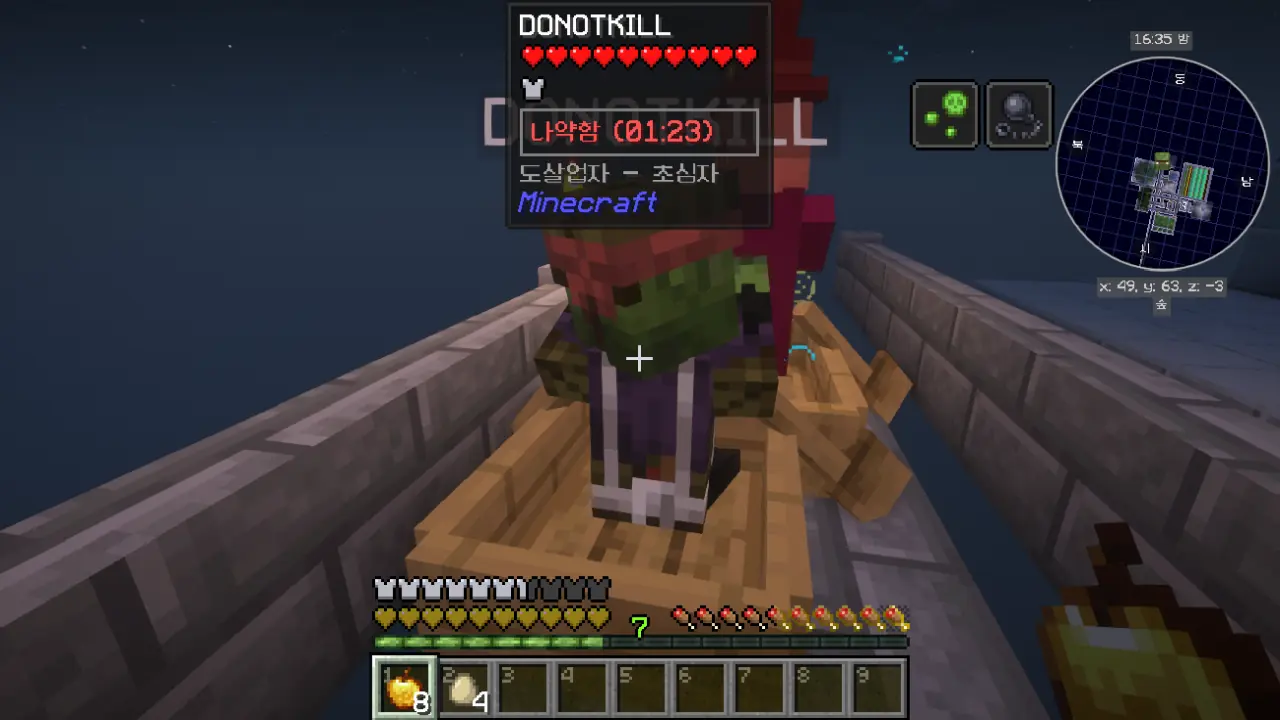 DONOTKILL
나약함 (01:23)
도살업자 - 초심자
Minecraft
DONOTKILL
16:35 밤
동
북
남
서
x: 49, y: 63, z: -3
숲
7
1 2 3 4 5 6 7 8 9
8 4